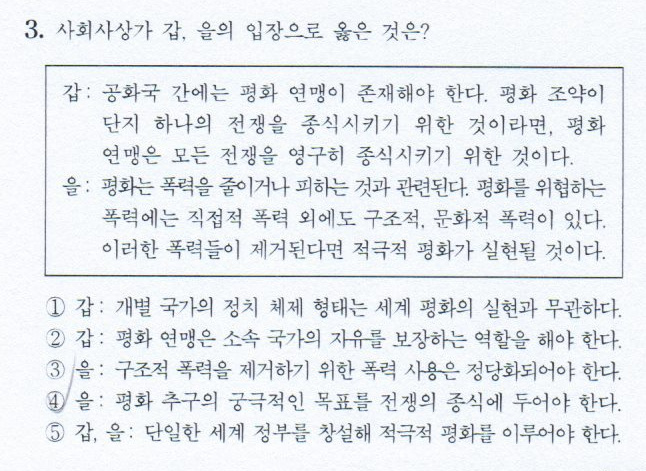 3. 사회사상가 갑, 을의 입장으로 옳은 것은?
갑: 공화국 간에는 평화 연맹이 존재해야 한다. 평화 조약이
단지 하나의 전쟁을 종식시키기 위한 것이라면, 평화
연맹은 모든 전쟁을 영구히 종식시키기 위한 것이다.
을: 평화는 폭력을 줄이거나 피하는 것과 관련된다. 평화를 위협하는
폭력에는 직접적 폭력 외에도 구조적, 문화적 폭력이 있다.
이러한 폭력들이 제거된다면 적극적 평화가 실현될 것이다.
① 갑: 개별 국가의 정치 체제 형태는 세계 평화의 실현과 무관하다.
② 갑: 평화 연맹은 소속 국가의 자유를 보장하는 역할을 해야 한다.
③ 을: 구조적 폭력을 제거하기 위한 폭력 사용은 정당화되어야 한다.
④ 을: 평화 추구의 궁극적인 목표를 전쟁의 종식에 두어야 한다.
⑤ 갑, 을: 단일한 세계 정부를 창설해 적극적 평화를 이루어야 한다.